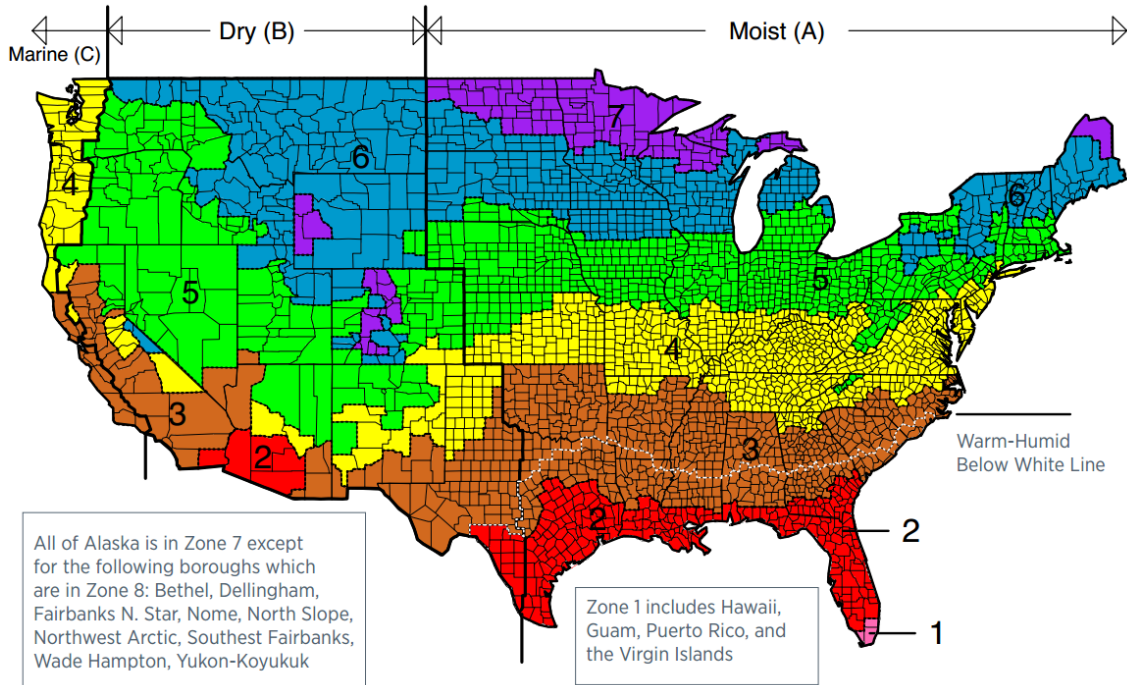 Marine (C)
Dry (B)
Moist (A)
7
6
4
6
5
5
4
3
3
2
2
Warm-Humid
Below White Line
2
1
All of Alaska is in Zone 7 except
for the following boroughs which
are in Zone 8: Bethel, Dellingham,
Fairbanks N. Star, Nome, North Slope,
Northwest Arctic, Southest Fairbanks,
Wade Hampton, Yukon-Koyukuk
Zone 1 includes Hawaii,
Guam, Puerto Rico, and
the Virgin Islands